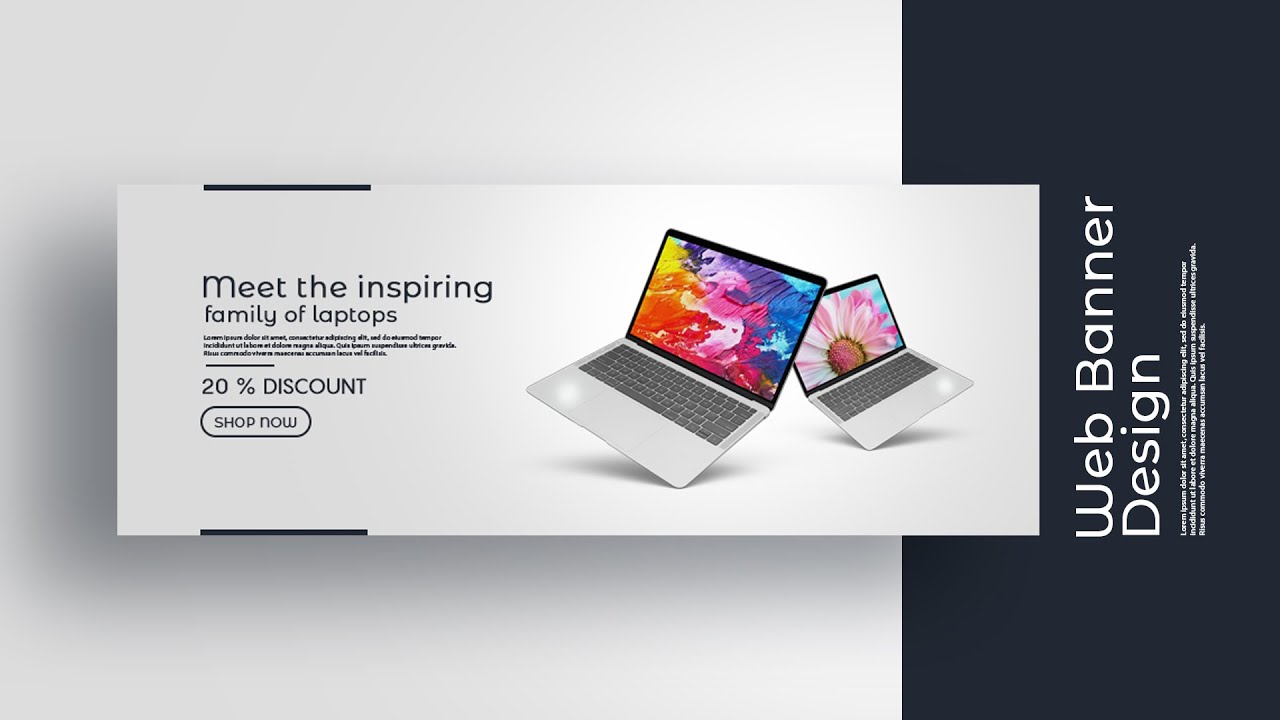 Meet the inspiring
family of laptops
Lorem ipsum dolor sit amet, consectetur adipiscing elit, sed do eiusmod tempor
incididunt ut labore et dolore magna aliqua. Quis ipsum suspendisse ultrices gravida.
Risus commodo viverra maecenas accumsan lacus vel facilisis.
20 % DISCOUNT
SHOP NOW
Web Banner
Design
Lorem ipsum dolor sit amet, consectetur adipiscing elit, sed do eiusmod tempor
incididunt ut labore et dolore magna aliqua. Quis ipsum suspendisse ultrices gravida.
Risus commodo viverra maecenas accumsan lacus vel facilisis.